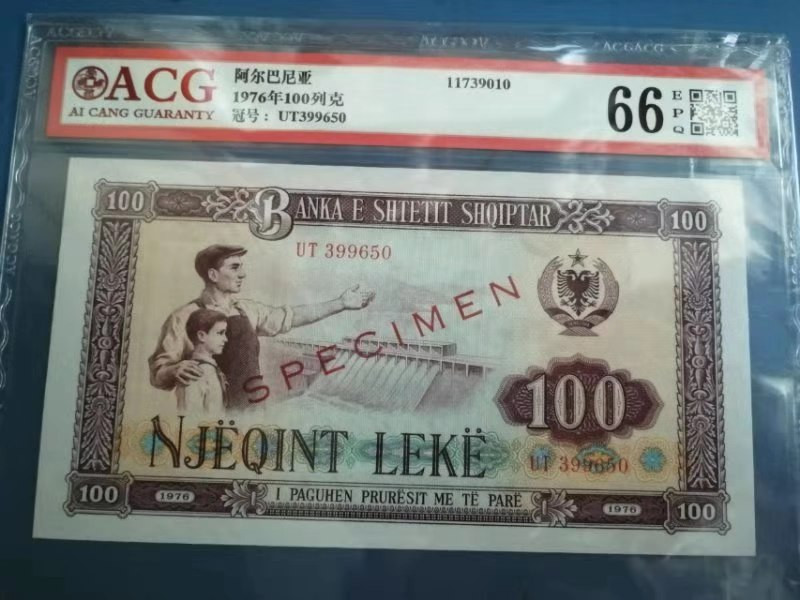 ACG
AI CANG GUARANTY
阿尔巴尼亚
1976年100列克
冠号: UT399650
11739010
66
EPQ
ACGACG
100
BANKA E SHTETIT SHQIPTAR
100
UT 399650
SPECIMEN
100
NJËQINT LEKË
UT 399650
100
1976
I PAGUHEN PRURËSIT ME TË PARË
1976
100